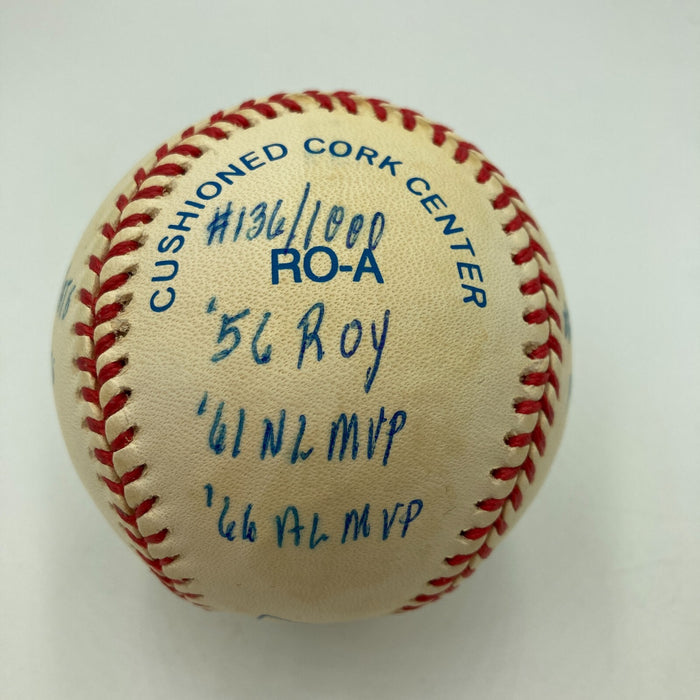 CUSHIONED CORK CENTER
#136/1000
RO-A
'56 Roy
'61 NL MVP
'66 AL MVP